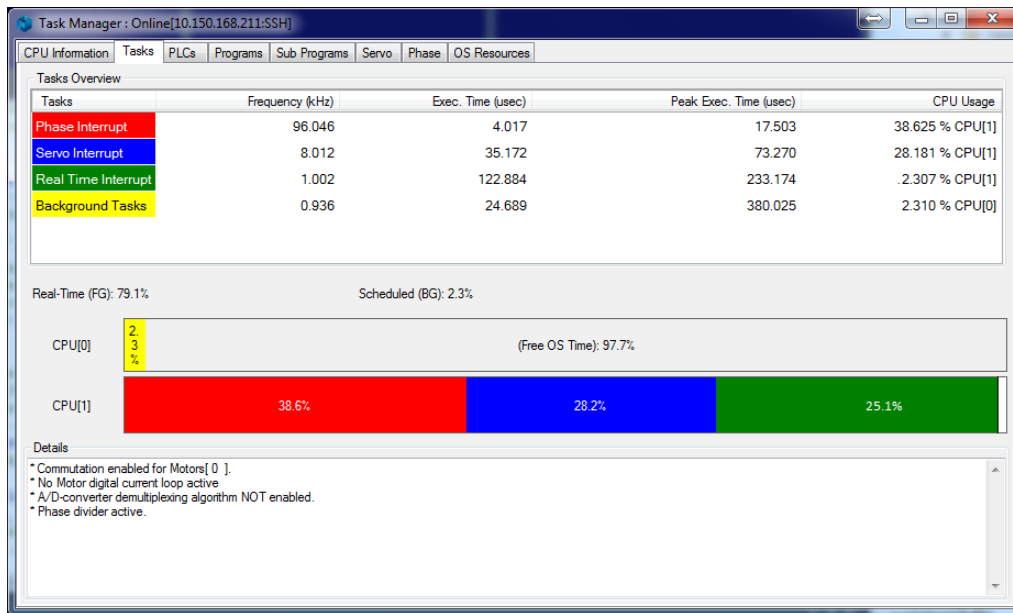 Task Manager : Online[10.150.168.211:SSH]
CPU Information Tasks PLCs Programs Sub Programs Servo Phase OS Resources
Tasks Overview
Tasks Frequency (kHz) Exec. Time (usec) Peak Exec. Time (usec) CPU Usage
Phase Interrupt 96.046 4.017 17.503 38.625 % CPU[1]
Servo Interrupt 8.012 35.172 73.270 28.181 % CPU[1]
Real Time Interrupt 1.002 122.884 233.174 .2.307 % CPU[1]
Background Tasks 0.936 24.689 380.025 2.310 % CPU[0]
Real-Time (FG): 79.1% Scheduled (BG): 2.3%
CPU[0] 2.3% (Free OS Time): 97.7%
CPU[1] 38.6% 28.2% 25.1%
Details
* Commutation enabled for Motors[ 0 ].
* No Motor digital current loop active
* A/D-converter demultiplexing algorithm NOT enabled.
* Phase divider active.